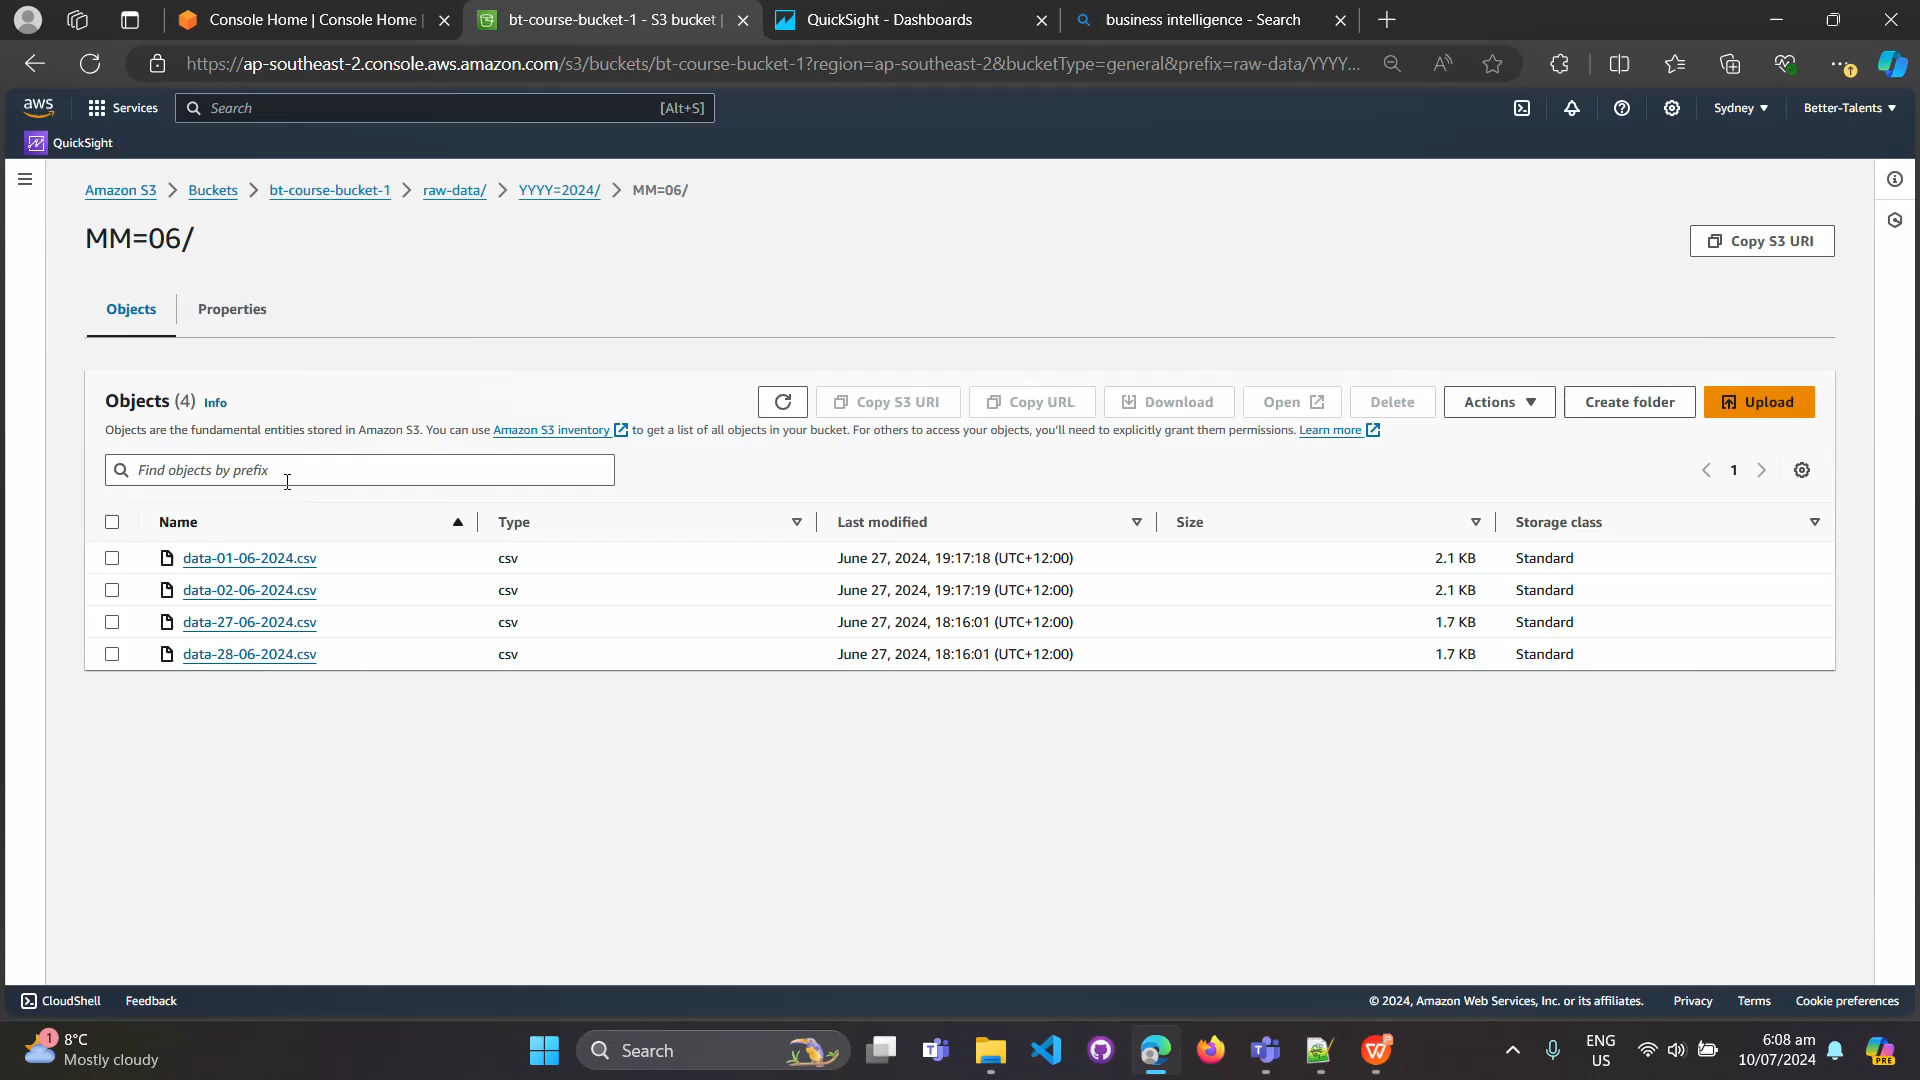 Console Home | Console Home
bt-course-bucket-1 - S3 bucket
QuickSight - Dashboards
business intelligence - Search
https://ap-southeast-2.console.aws.amazon.com/s3/buckets/bt-course-bucket-1?region=ap-southeast-2&bucketType=general&prefix=raw-data/YYYY...
aws
Services
Search
[Alt+S]
Sydney
Better-Talents
QuickSight
Amazon S3 > Buckets > bt-course-bucket-1 > raw-data/ > YYYY=2024/ > MM=06/
MM=06/
Copy S3 URI
Objects
Properties
Objects (4) Info
Copy S3 URI
Copy URL
Download
Open
Delete
Actions
Create folder
Upload
Objects are the fundamental entities stored in Amazon S3. You can use Amazon S3 inventory to get a list of all objects in your bucket. For others to access your objects, you'll need to explicitly grant them permissions. Learn more
Find objects by prefix
1
Name Type Last modified Size Storage class
data-01-06-2024.csv csv June 27, 2024, 19:17:18 (UTC+12:00) 2.1 KB Standard
data-02-06-2024.csv csv June 27, 2024, 19:17:19 (UTC+12:00) 2.1 KB Standard
data-27-06-2024.csv csv June 27, 2024, 18:16:01 (UTC+12:00) 1.7 KB Standard
data-28-06-2024.csv csv June 27, 2024, 18:16:01 (UTC+12:00) 1.7 KB Standard
CloudShell
Feedback
© 2024, Amazon Web Services, Inc. or its affiliates.
Privacy
Terms
Cookie preferences
1
8°C
Mostly cloudy
Search
ENG
US
6:08 am
10/07/2024
PRE